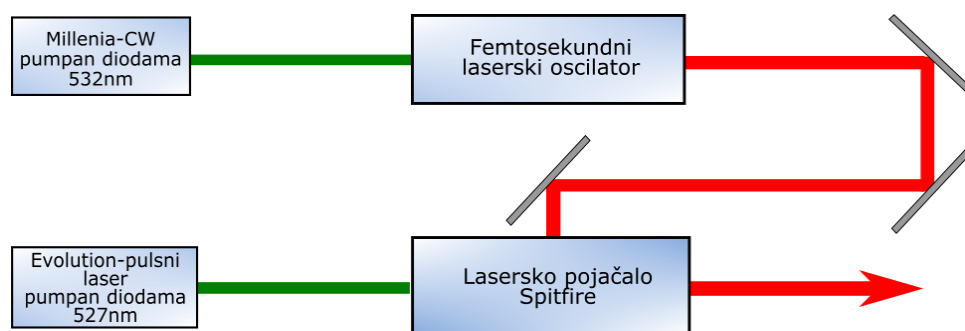 Millenia-CW
pumpan diodama
532nm
Femtosekundni
laserski oscilator
Evolution-pulsni
laser
pumpan diodama
527nm
Lasersko pojačalo
Spitfire